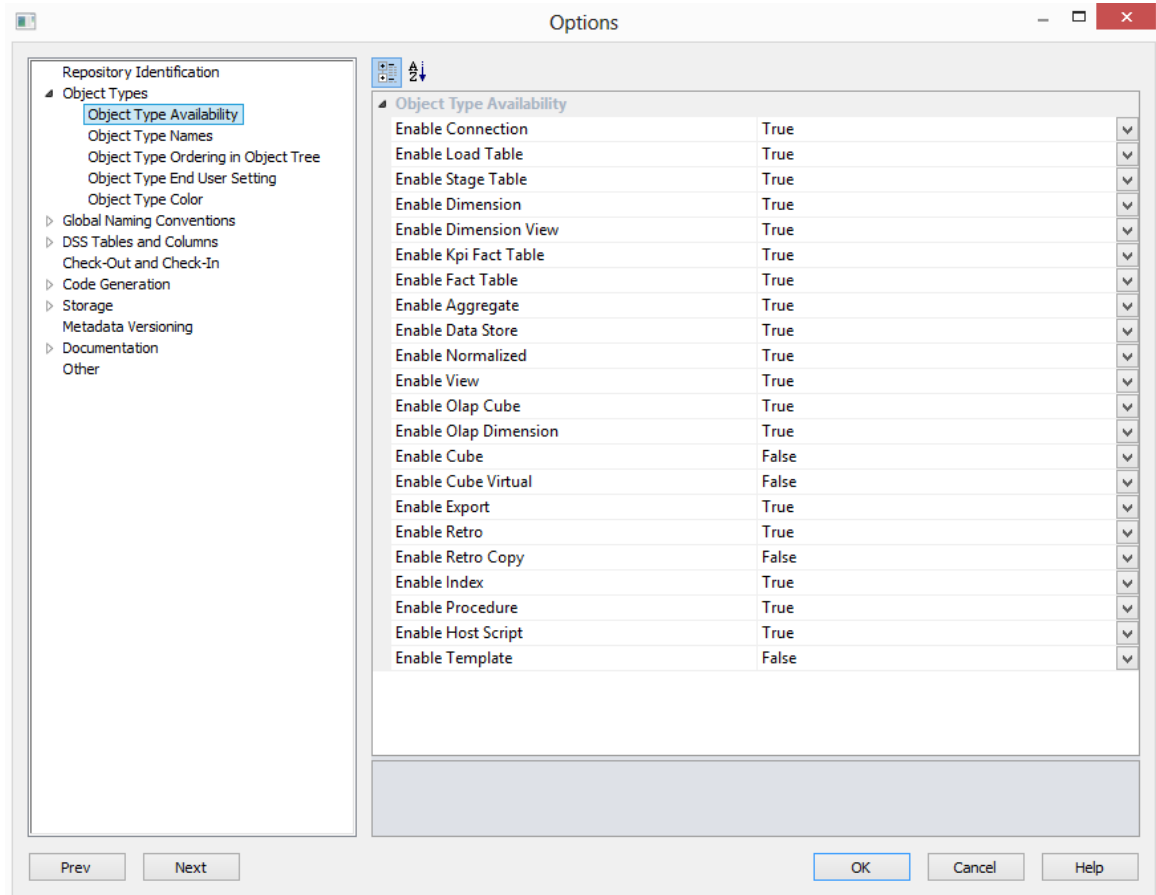 Options
Repository Identification
Object Types
Object Type Availability
Object Type Names
Object Type Ordering in Object Tree
Object Type End User Setting
Object Type Color
Global Naming Conventions
DSS Tables and Columns
Check-Out and Check-In
Code Generation
Storage
Metadata Versioning
Documentation
Other
Object Type Availability
Enable Connection True
Enable Load Table True
Enable Stage Table True
Enable Dimension True
Enable Dimension View True
Enable Kpi Fact Table True
Enable Fact Table True
Enable Aggregate True
Enable Data Store True
Enable Normalized True
Enable View True
Enable Olap Cube True
Enable Olap Dimension True
Enable Cube False
Enable Cube Virtual False
Enable Export True
Enable Retro True
Enable Retro Copy False
Enable Index True
Enable Procedure True
Enable Host Script True
Enable Template False
Prev Next OK Cancel Help